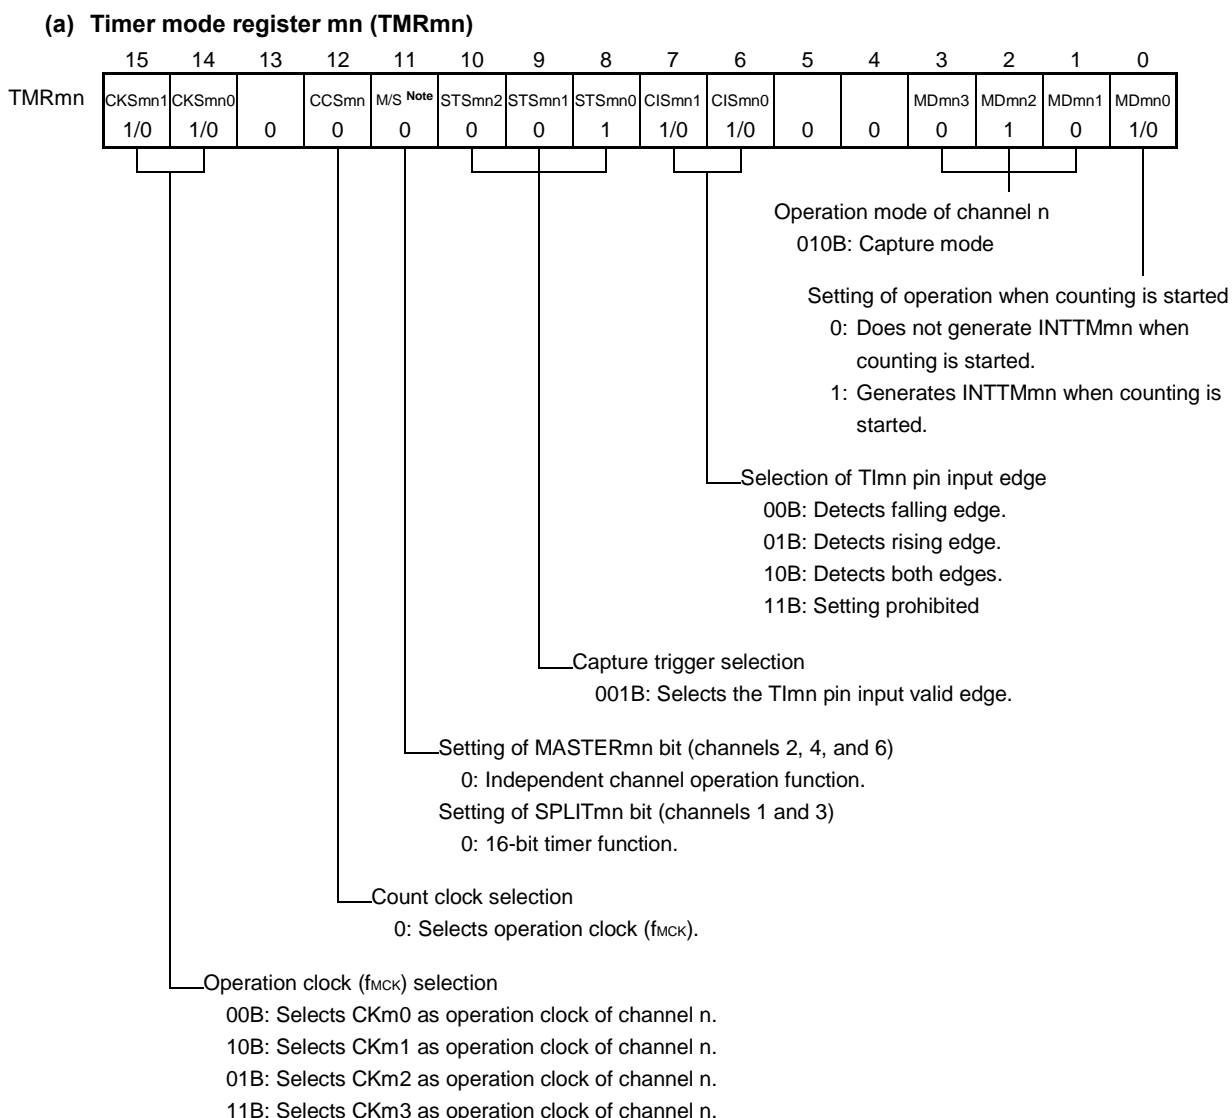 (a) Timer mode register mn (TMRmn)
15 14 13 12 11 10 9 8 7 6 5 4 3 2 1 0
TMRmn CKSmn1 CKSmn0 CCSmn M/S Note STSmn2 STSmn1 STSmn0 CISmn1 CISmn0 MDmn3 MDmn2 MDmn1 MDmn0
1/0 1/0 0 0 0 0 0 1 1/0 1/0 0 0 0 1 0 1/0
Operation mode of channel n
010B: Capture mode
Setting of operation when counting is started
0: Does not generate INTTMmn when
counting is started.
1: Generates INTTMmn when counting is
started.
Selection of TImn pin input edge
00B: Detects falling edge.
01B: Detects rising edge.
10B: Detects both edges.
11B: Setting prohibited
Capture trigger selection
001B: Selects the TImn pin input valid edge.
Setting of MASTERmn bit (channels 2, 4, and 6)
0: Independent channel operation function.
Setting of SPLITmn bit (channels 1 and 3)
0: 16-bit timer function.
Count clock selection
0: Selects operation clock (fMCK).
Operation clock (fMCK) selection
00B: Selects CKm0 as operation clock of channel n.
10B: Selects CKm1 as operation clock of channel n.
01B: Selects CKm2 as operation clock of channel n.
11B: Selects CKm3 as operation clock of channel n.